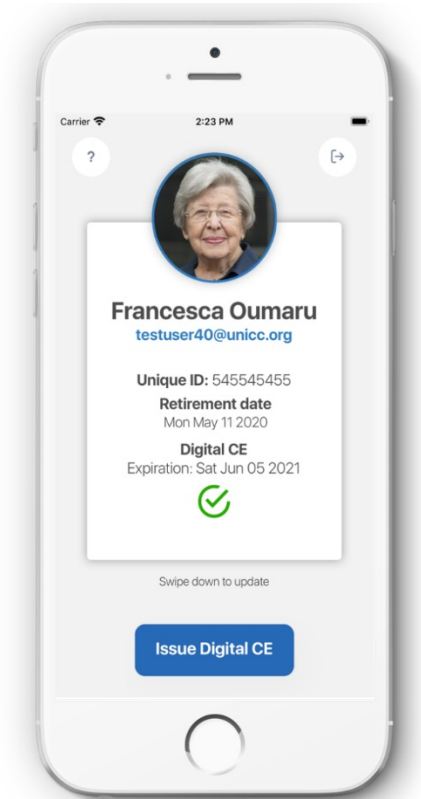 Carrier 2:23 PM
?
Francesca Oumaru
testuser40@unicc.org
Unique ID: 545545455
Retirement date
Mon May 11 2020
Digital CE
Expiration: Sat Jun 05 2021
Swipe down to update
Issue Digital CE